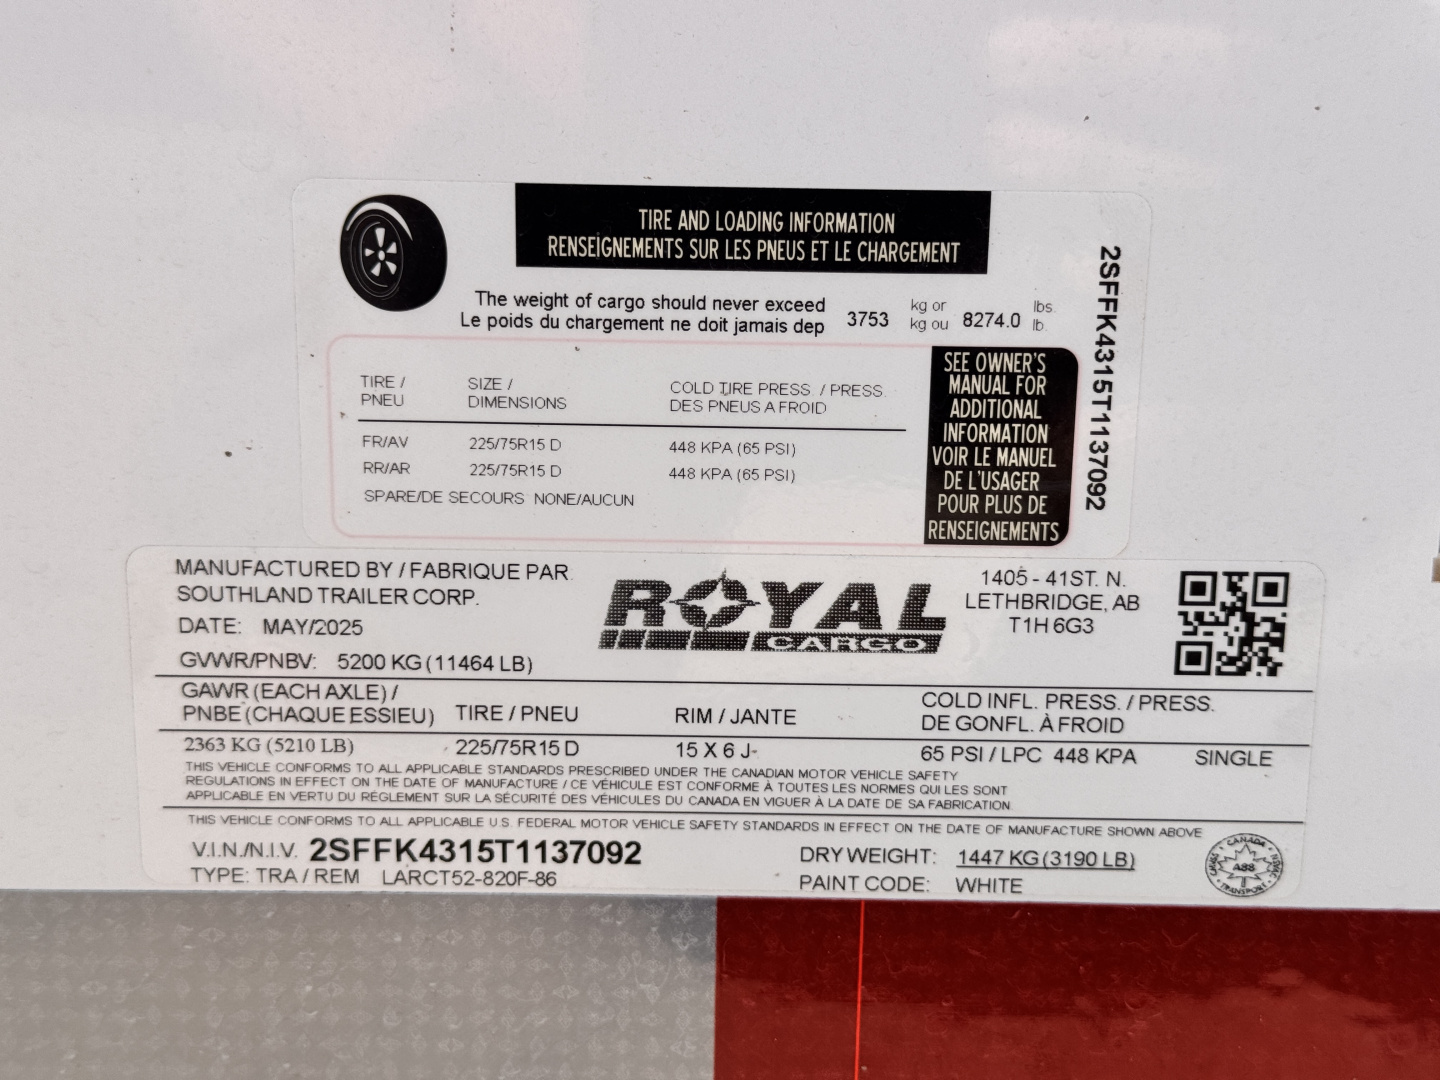 TIRE AND LOADING INFORMATION
RENSEIGNEMENTS SUR LES PNEUS ET LE CHARGEMENT
The weight of cargo should never exceed
Le poids du chargement ne doit jamais dep
3753 kg or 8274.0 lbs.
kg ou lb.
TIRE / SIZE / COLD TIRE PRESS. / PRESS.
PNEU DIMENSIONS DES PNEUS A FROID
FR/AV 225/75R15 D 448 KPA (65 PSI)
RR/AR 225/75R15 D 448 KPA (65 PSI)
SPARE/DE SECOURS NONE/AUCUN
SEE OWNER'S
MANUAL FOR
ADDITIONAL
INFORMATION
VOIR LE MANUEL
DE L'USAGER
POUR PLUS DE
RENSEIGNEMENTS
2SFFK4315T1137092
MANUFACTURED BY / FABRIQUE PAR
SOUTHLAND TRAILER CORP.
DATE: MAY/2025
GVWR/PNBV: 5200 KG (11464 LB)
ROYAL
CARGO
1405 - 41ST. N.
LETHBRIDGE, AB
T1H 6G3
GAWR (EACH AXLE) /
PNBE (CHAQUE ESSIEU) TIRE / PNEU RIM / JANTE
COLD INFL. PRESS. / PRESS.
DE GONFL. À FROID
2363 KG (5210 LB) 225/75R15 D 15 X 6 J- 65 PSI / LPC 448 KPA SINGLE
THIS VEHICLE CONFORMS TO ALL APPLICABLE STANDARDS PRESCRIBED UNDER THE CANADIAN MOTOR VEHICLE SAFETY
REGULATIONS IN EFFECT ON THE DATE OF MANUFACTURE / CE VÉHICULE EST CONFORME À TOUTES LES NORMES QUI LES SONT
APPLICABLE EN VERTU DU RÉGLEMENT SUR LA SÉCURITÉ DES VÉHICULES DU CANADA EN VIGUER À LA DATE DE SA FABRICATION
THIS VEHICLE CONFORMS TO ALL APPLICABLE U.S. FEDERAL MOTOR VEHICLE SAFETY STANDARDS IN EFFECT ON THE DATE OF MANUFACTURE SHOWN ABOVE
V.I.N./N.I.V. 2SFFK4315T1137092 DRY WEIGHT: 1447 KG (3190 LB)
TYPE: TRA / REM LARCT52-820F-86 PAINT CODE: WHITE
CANADA
TRANSPORT